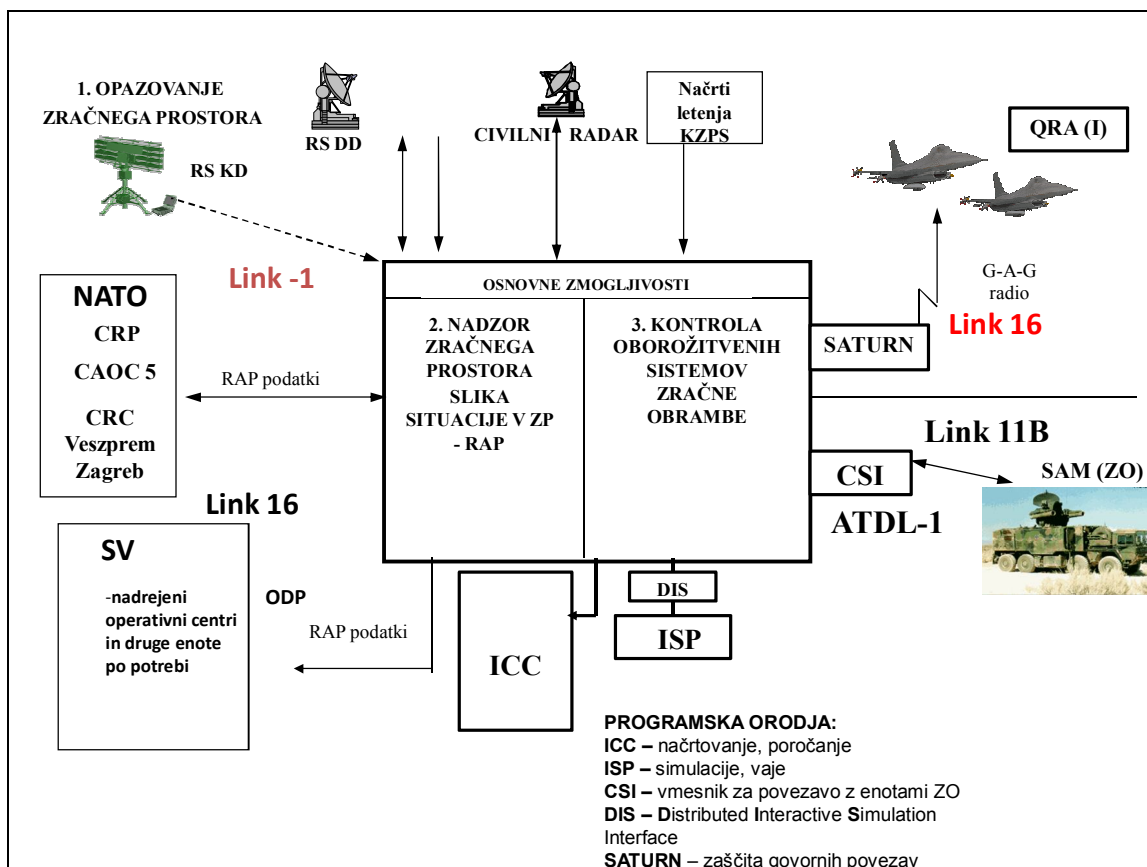 1. OPAZOVANJE
ZRAČNEGA PROSTORA
RS KD
RS DD
CIVILNI RADAR
Načrti
letenja
KZPS
QRA (I)
Link -1
G-A-G
radio
Link 16
NATO
CRP
CAOC 5
CRC
Veszprem
Zagreb
RAP podatki
OSNOVNE ZMOGLJIVOSTI
2. NADZOR
ZRAČNEGA
PROSTORA
SLIKA
SITUACIJE V ZP
- RAP
3. KONTROLA
OBOROŽITVENIH
SISTEMOV
ZRAČNE
OBRAMBE
SATURN
Link 11B
CSI
SAM (ZO)
ATDL-1
Link 16
SV
-nadrejeni
operativni centri
in druge enote
po potrebi
ODP
RAP podatki
ICC
DIS
ISP
PROGRAMSKA ORODJA:
ICC – načrtovanje, poročanje
ISP – simulacije, vaje
CSI – vmesnik za povezavo z enotami ZO
DIS – Distributed Interactive Simulation
Interface
SATURN – zaščita govornih povezav